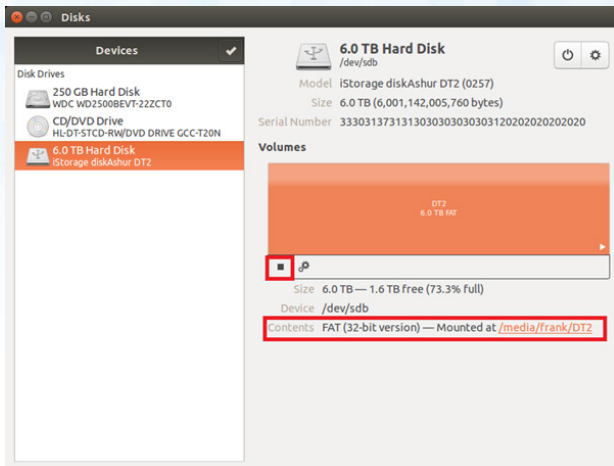 Disks
Devices
Disk Drives
250 GB Hard Disk
WDC WD2500BEVT-22ZCT0
CD/DVD Drive
HL-DT-STCD-RW/DVD DRIVE GCC-T20N
6.0 TB Hard Disk
iStorage diskAshur DT2
6.0 TB Hard Disk
/dev/sdb
Model iStorage diskAshur DT2 (0257)
Size 6.0 TB (6,001,142,005,760 bytes)
Serial Number
Volumes
DT2
6.0 TB FAT
Size 6.0 TB — 1.6 TB free (73.3% full)
Device /dev/sdb
Contents FAT (32-bit version) — Mounted at /media/frank/DT2